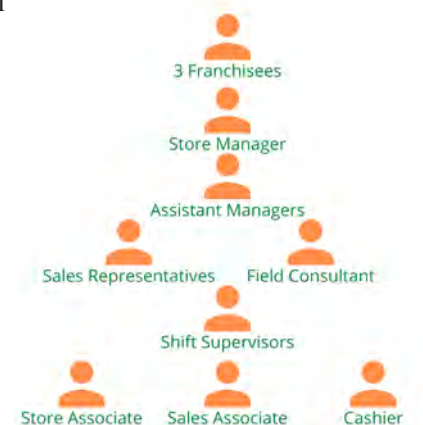 3 Franchisees
Store Manager
Assistant Managers
Sales Representatives Field Consultant
Shift Supervisors
Store Associate Sales Associate Cashier